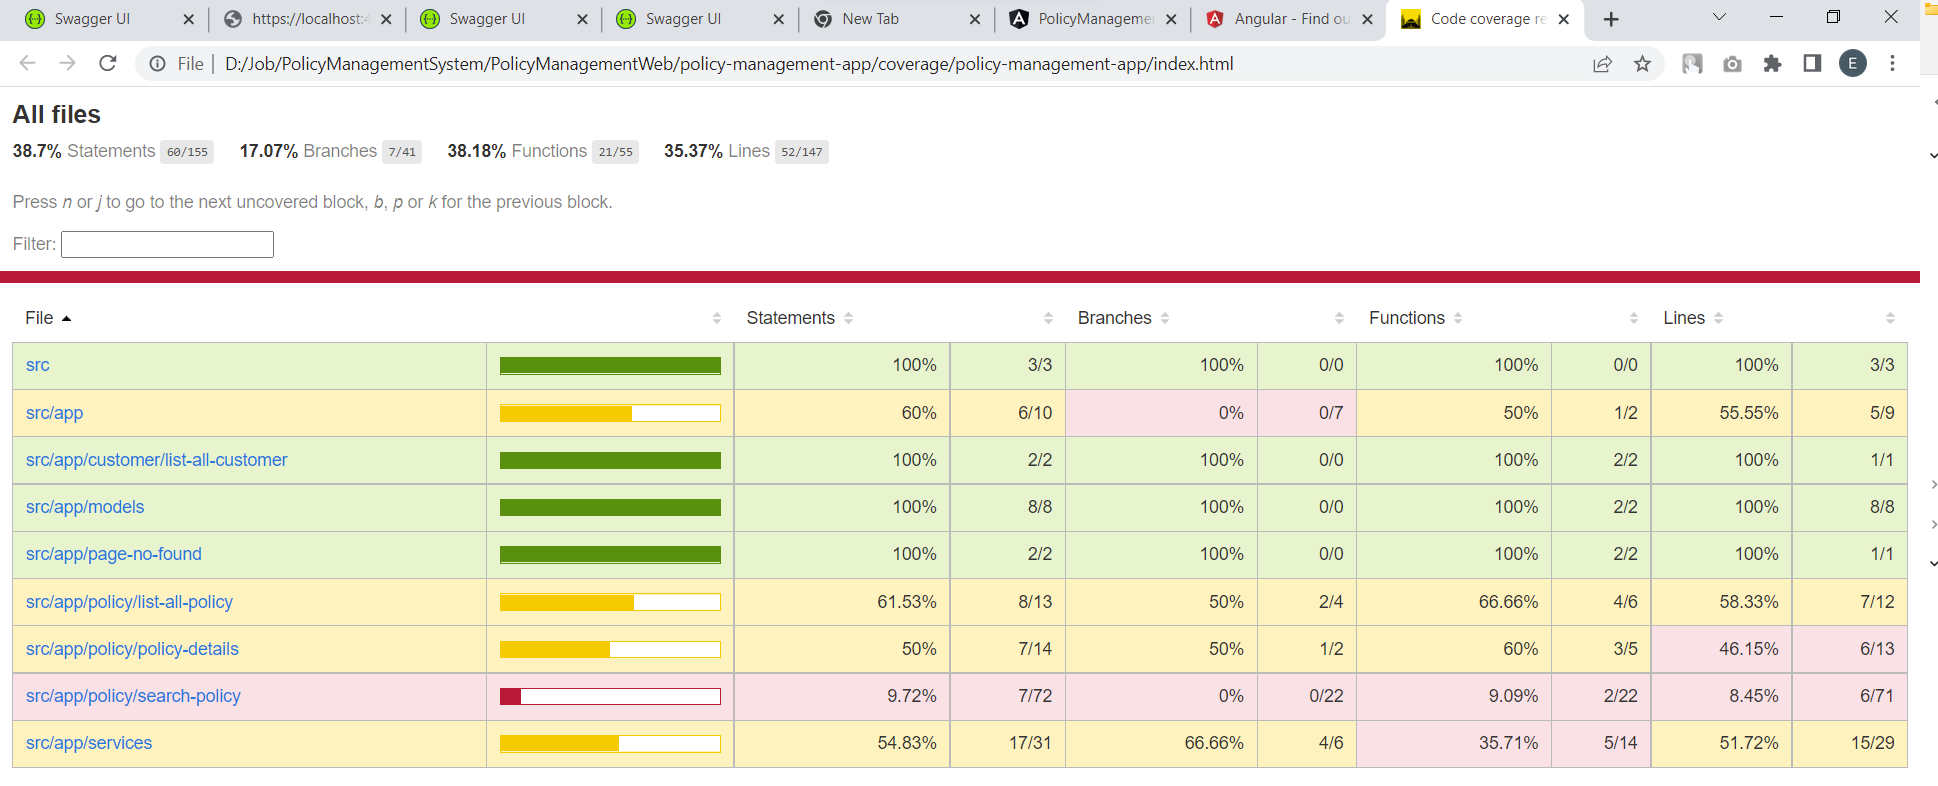 Swagger UI https://localhost:4 Swagger UI Swagger UI New Tab PolicyManageme Angular - Find ou Code coverage re
File D:/Job/PolicyManagementSystem/PolicyManagementWeb/policy-management-app/coverage/policy-management-app/index.html E
All files
38.7% Statements 60/155 17.07% Branches 7/41 38.18% Functions 21/55 35.37% Lines 52/147
Press n or j to go to the next uncovered block, b, p or k for the previous block.
Filter:
File Statements Branches Functions Lines
src 100% 3/3 100% 0/0 100% 0/0 100% 3/3
src/app 60% 6/10 0% 0/7 50% 1/2 55.55% 5/9
src/app/customer/list-all-customer 100% 2/2 100% 0/0 100% 2/2 100% 1/1
src/app/models 100% 8/8 100% 0/0 100% 2/2 100% 8/8
src/app/page-no-found 100% 2/2 100% 0/0 100% 2/2 100% 1/1
src/app/policy/list-all-policy 61.53% 8/13 50% 2/4 66.66% 4/6 58.33% 7/12
src/app/policy/policy-details 50% 7/14 50% 1/2 60% 3/5 46.15% 6/13
src/app/policy/search-policy 9.72% 7/72 0% 0/22 9.09% 2/22 8.45% 6/71
src/app/services 54.83% 17/31 66.66% 4/6 35.71% 5/14 51.72% 15/29